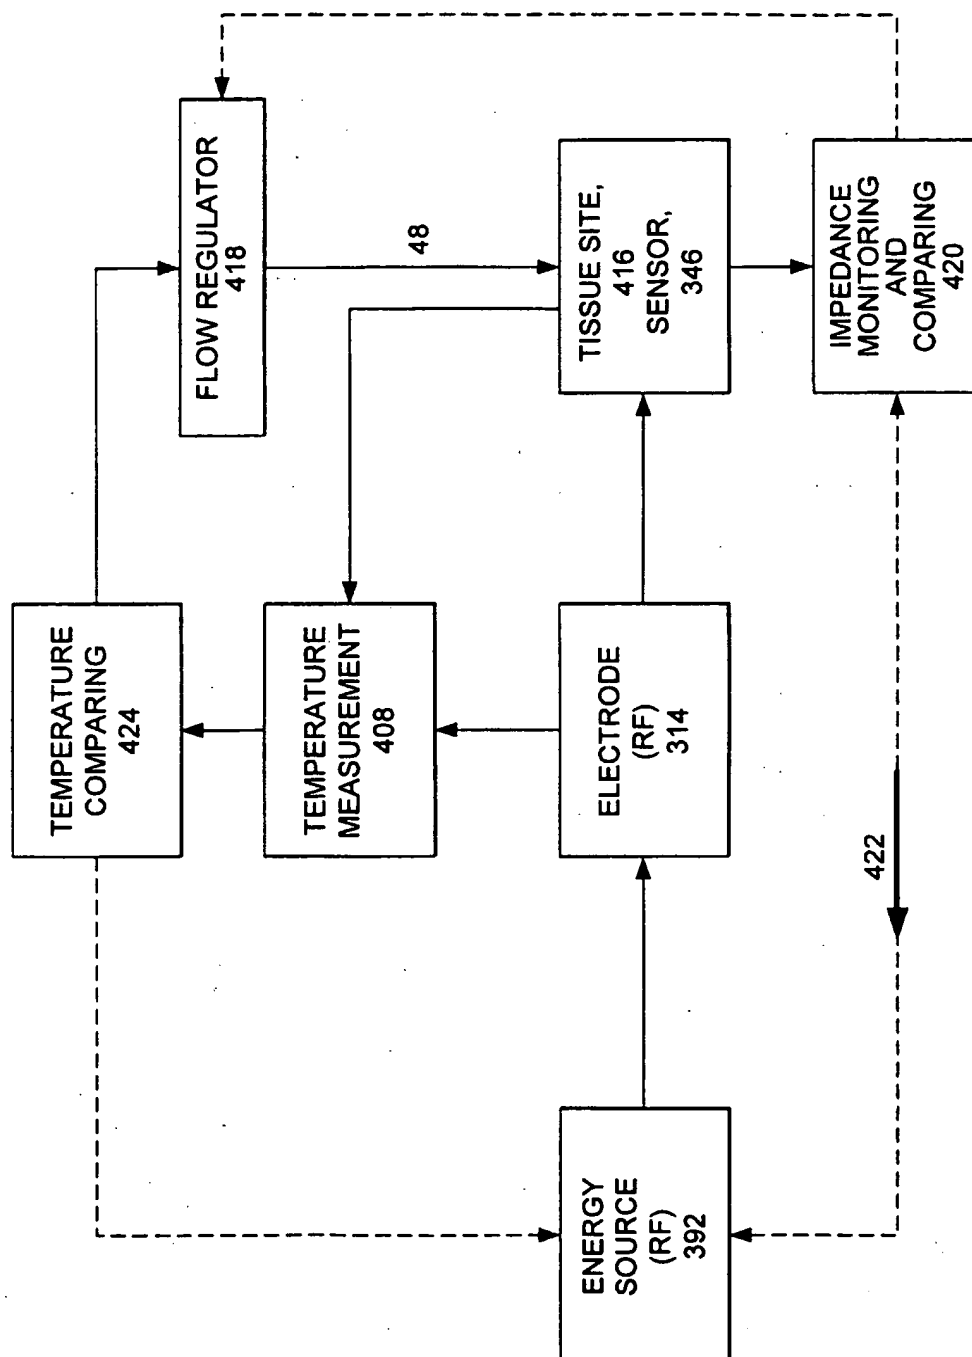 TEMPERATURE
COMPARING
424
FLOW REGULATOR
418
TEMPERATURE
MEASUREMENT
408
48
ENERGY
SOURCE
(RF)
392
ELECTRODE
(RF)
314
TISSUE SITE,
416
SENSOR,
346
422
IMPEDANCE
MONITORING
AND
COMPARING
420